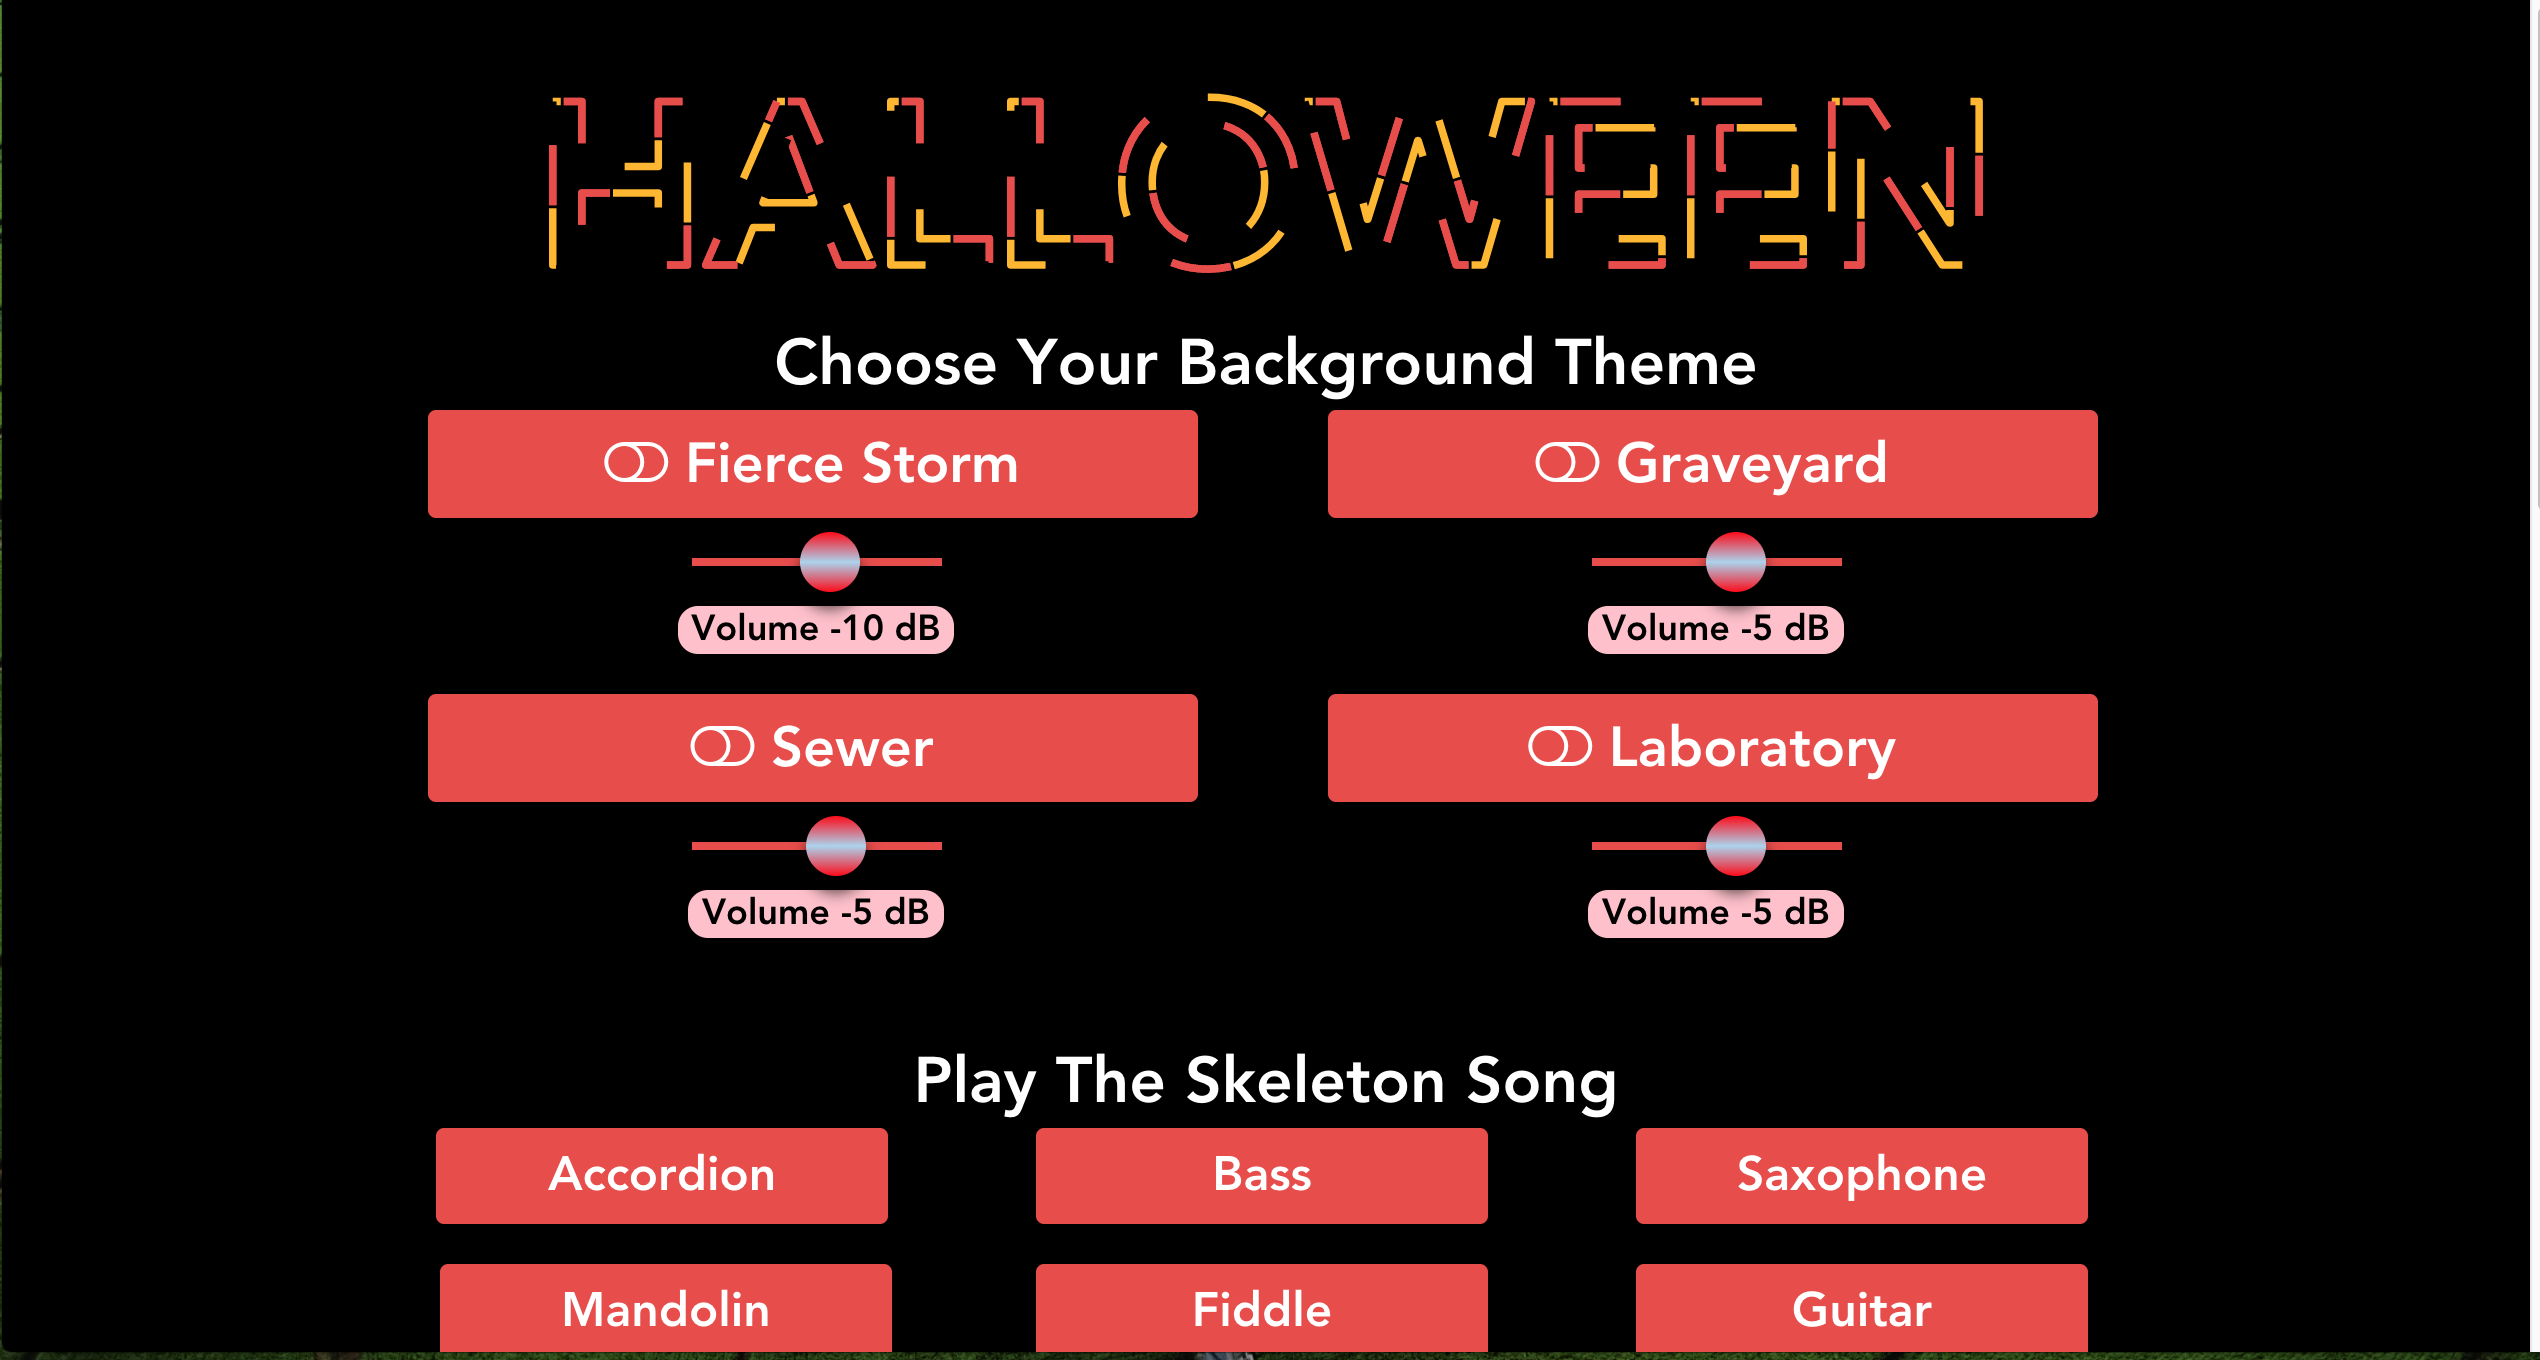 HALLOWEEN
Choose Your Background Theme
Fierce Storm
Graveyard
Volume -10 dB
Volume -5 dB
Sewer
Laboratory
Volume -5 dB
Volume -5 dB
Play The Skeleton Song
Accordion
Bass
Saxophone
Mandolin
Fiddle
Guitar